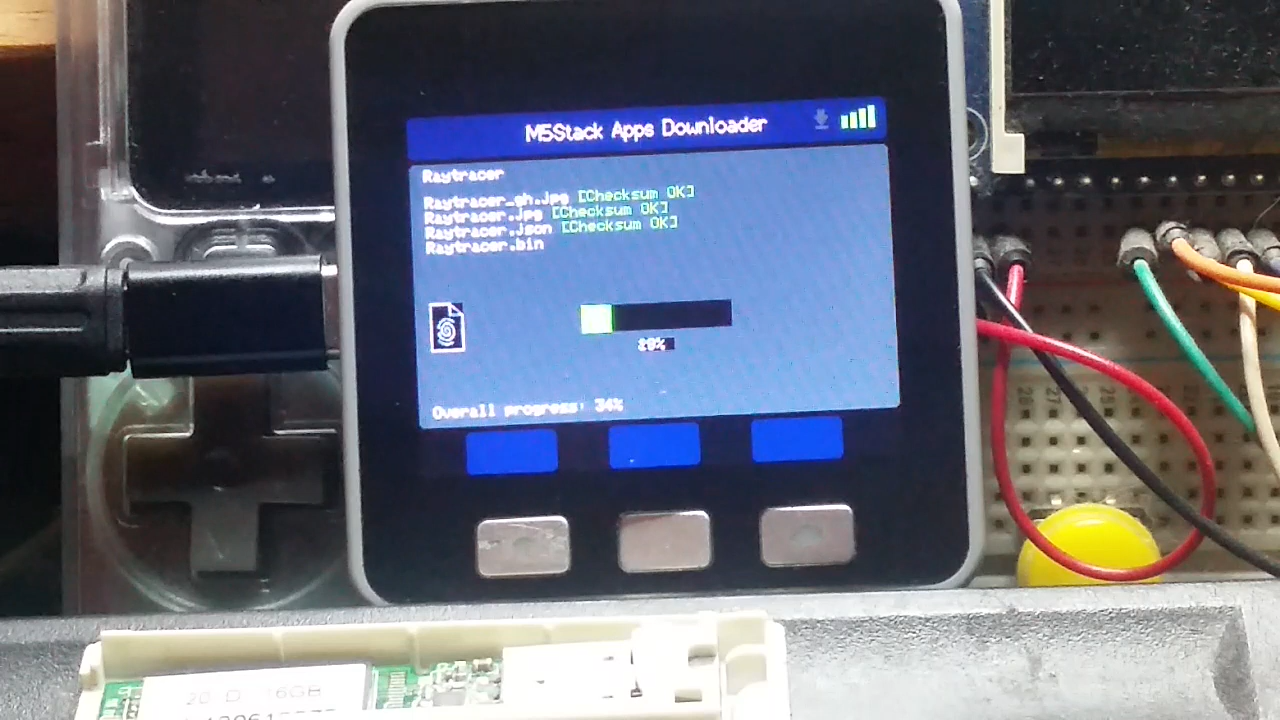 M5Stack Apps Downloader
Raytracer
Raytracer_gh.jpg [Checksum OK]
Raytracer.jpg [Checksum OK]
Raytracer.json [Checksum OK]
Raytracer.bin
Overall progress: 34%
16GB